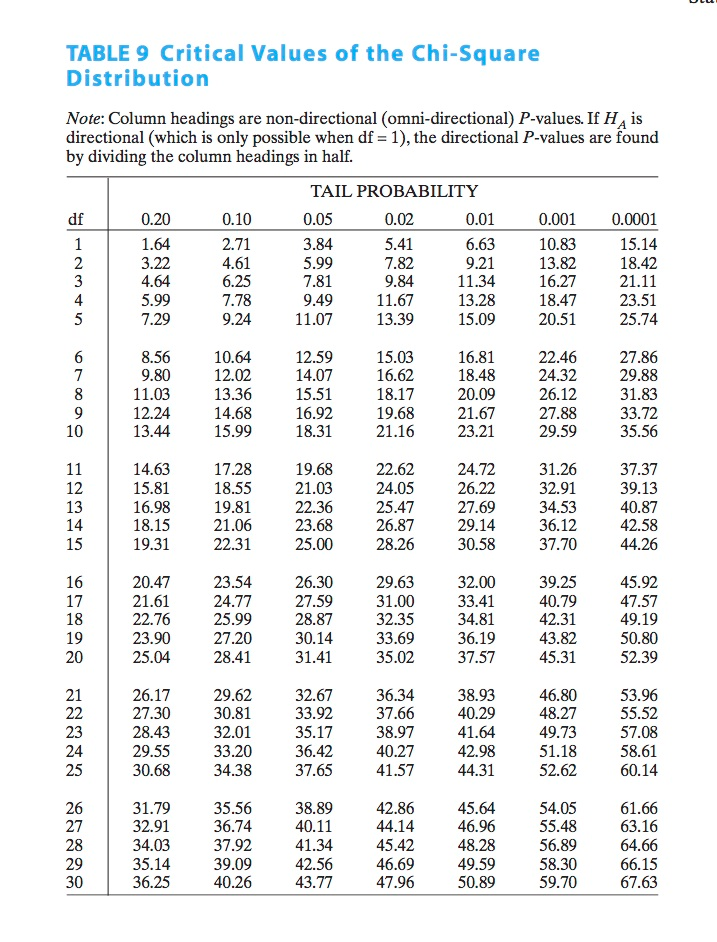 TABLE 9 Critical Values of the Chi-Square
Distribution
Note: Column headings are non-directional (omni-directional) P-values. If H_A is
directional (which is only possible when df = 1), the directional P-values are found
by dividing the column headings in half.
TAIL PROBABILITY
df 0.20 0.10 0.05 0.02 0.01 0.001 0.0001
1 1.64 2.71 3.84 5.41 6.63 10.83 15.14
2 3.22 4.61 5.99 7.82 9.21 13.82 18.42
3 4.64 6.25 7.81 9.84 11.34 16.27 21.11
4 5.99 7.78 9.49 11.67 13.28 18.47 23.51
5 7.29 9.24 11.07 13.39 15.09 20.51 25.74
6 8.56 10.64 12.59 15.03 16.81 22.46 27.86
7 9.80 12.02 14.07 16.62 18.48 24.32 29.88
8 11.03 13.36 15.51 18.17 20.09 26.12 31.83
9 12.24 14.68 16.92 19.68 21.67 27.88 33.72
10 13.44 15.99 18.31 21.16 23.21 29.59 35.56
11 14.63 17.28 19.68 22.62 24.72 31.26 37.37
12 15.81 18.55 21.03 24.05 26.22 32.91 39.13
13 16.98 19.81 22.36 25.47 27.69 34.53 40.87
14 18.15 21.06 23.68 26.87 29.14 36.12 42.58
15 19.31 22.31 25.00 28.26 30.58 37.70 44.26
16 20.47 23.54 26.30 29.63 32.00 39.25 45.92
17 21.61 24.77 27.59 31.00 33.41 40.79 47.57
18 22.76 25.99 28.87 32.35 34.81 42.31 49.19
19 23.90 27.20 30.14 33.69 36.19 43.82 50.80
20 25.04 28.41 31.41 35.02 37.57 45.31 52.39
21 26.17 29.62 32.67 36.34 38.93 46.80 53.96
22 27.30 30.81 33.92 37.66 40.29 48.27 55.52
23 28.43 32.01 35.17 38.97 41.64 49.73 57.08
24 29.55 33.20 36.42 40.27 42.98 51.18 58.61
25 30.68 34.38 37.65 41.57 44.31 52.62 60.14
26 31.79 35.56 38.89 42.86 45.64 54.05 61.66
27 32.91 36.74 40.11 44.14 46.96 55.48 63.16
28 34.03 37.92 41.34 45.42 48.28 56.89 64.66
29 35.14 39.09 42.56 46.69 49.59 58.30 66.15
30 36.25 40.26 43.77 47.96 50.89 59.70 67.63